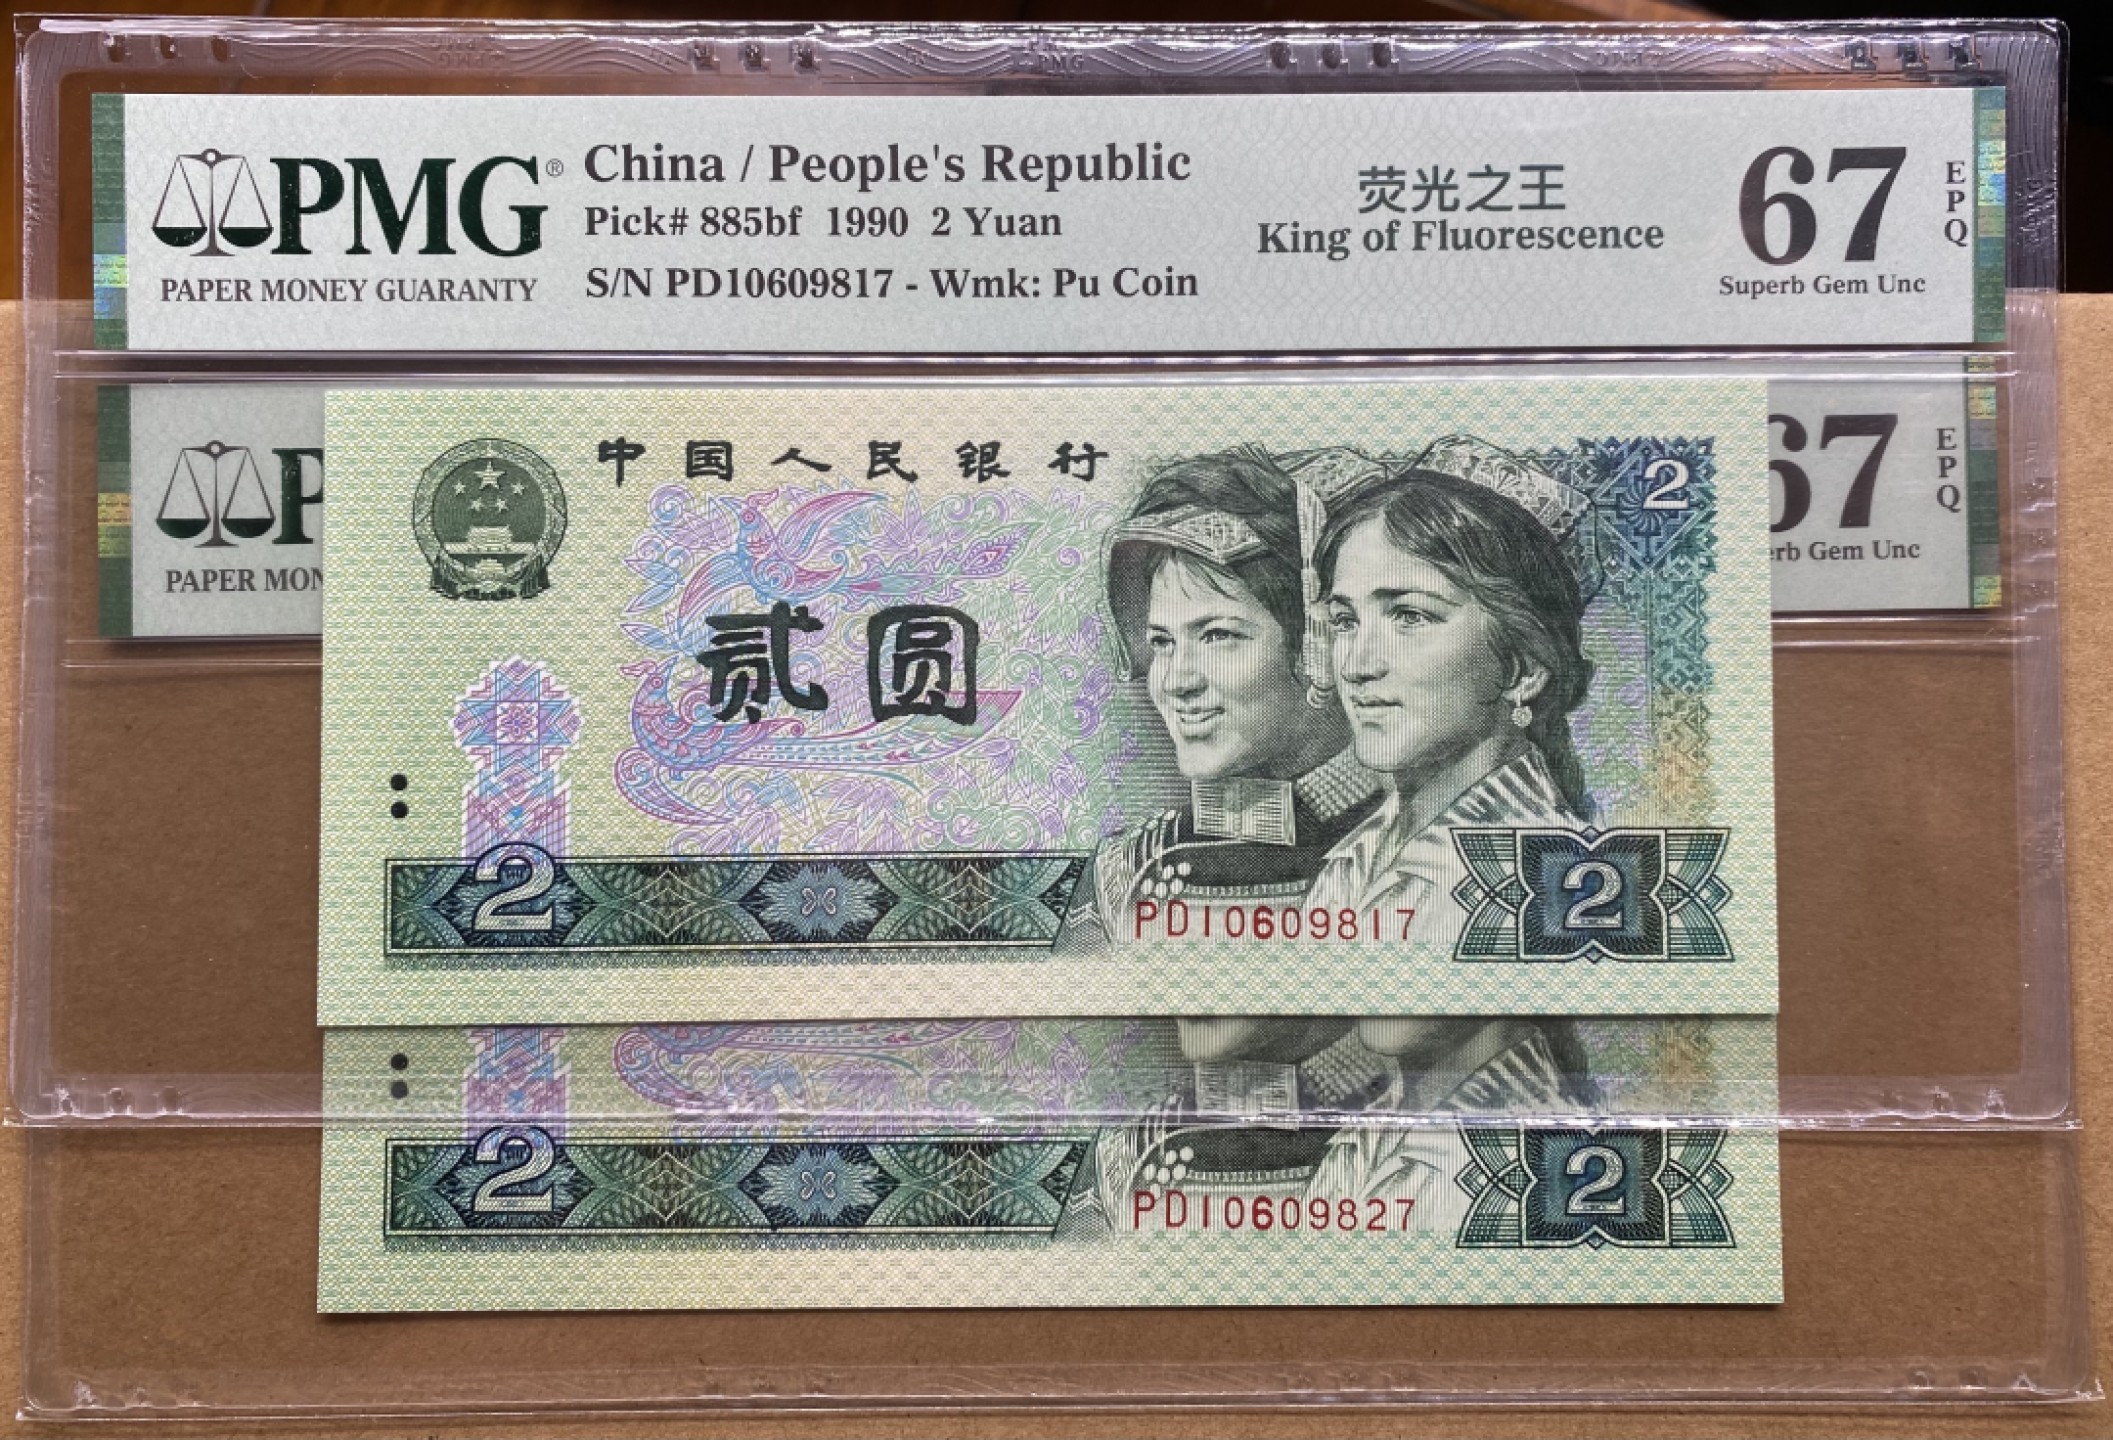 PMG®
PAPER MONEY GUARANTY
China / People's Republic
Pick# 885bf 1990 2 Yuan
S/N PD10609817 - Wmk: Pu Coin
荧光之王
King of Fluorescence
67
EPQ
Superb Gem Unc
67
EPQ
Gem Unc
PAPER
中国人民银行
2
贰圆
2
PD10609817
2
2
PD10609827
2